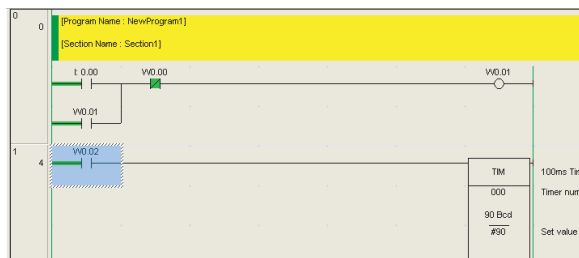 0
0
[Program Name : NewProgram1]
[Section Name : Section1]
I: 0.00
W0.00
W0.01
W0.01
1
4
W0.02
TIM
100ms Tim
000
Timer num
90 Bcd
#90
Set value